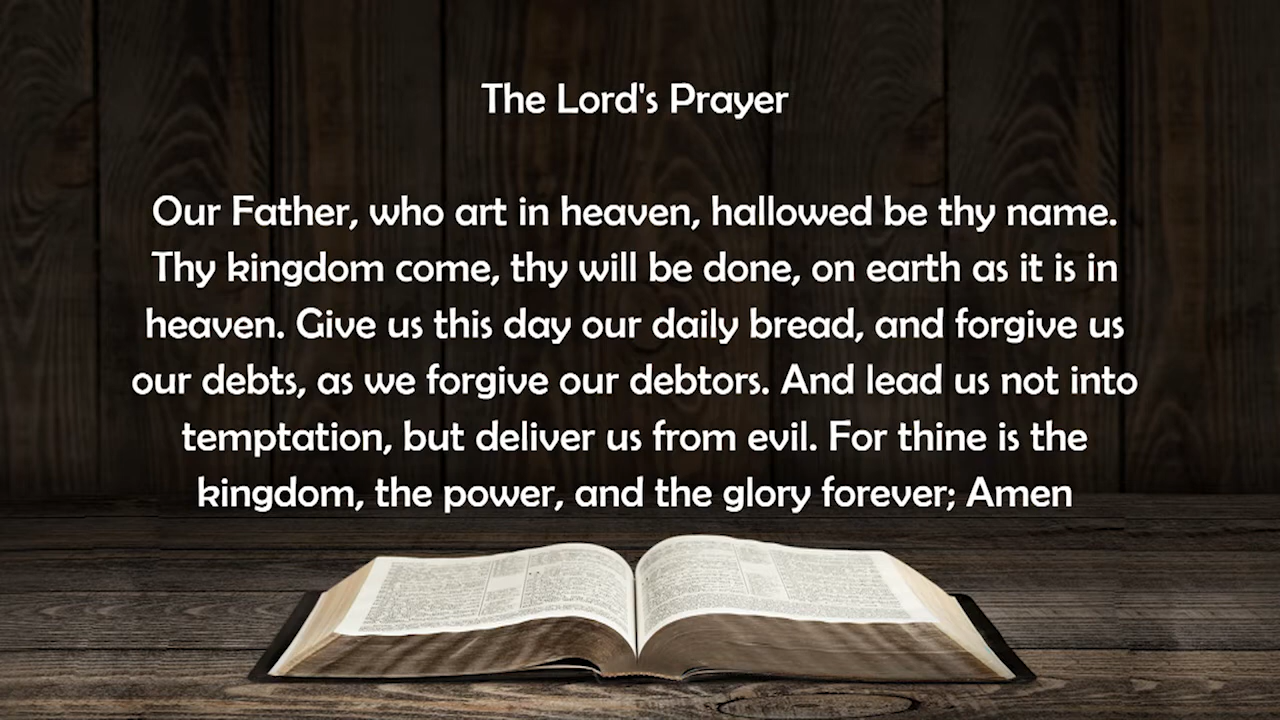 The Lord's Prayer
Our Father, who art in heaven, hallowed be thy name.
Thy kingdom come, thy will be done, on earth as it is in
heaven. Give us this day our daily bread, and forgive us
our debts, as we forgive our debtors. And lead us not into
temptation, but deliver us from evil. For thine is the
kingdom, the power, and the glory forever; Amen